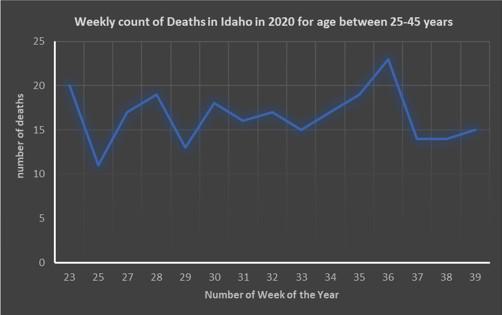 Weekly count of Deaths in Idaho in 2020 for age between 25-45 years
number of deaths
25
20
15
10
5
0
23 25 27 28 29 30 31 32 33 34 35 36 37 38 39
Number of Week of the Year